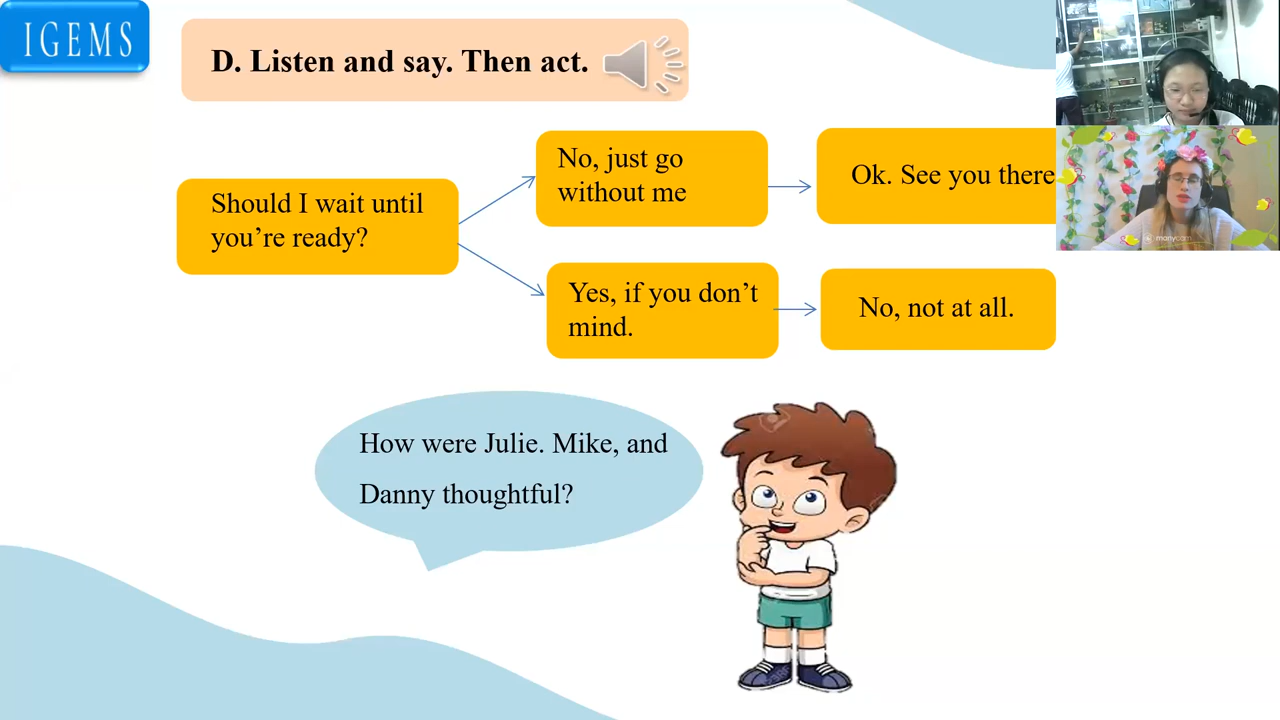 IGEMS
D. Listen and say. Then act.
Should I wait until
you’re ready?
No, just go
without me
Ok. See you there
Yes, if you don’t
mind.
No, not at all.
How were Julie. Mike, and
Danny thoughtful?
manycam